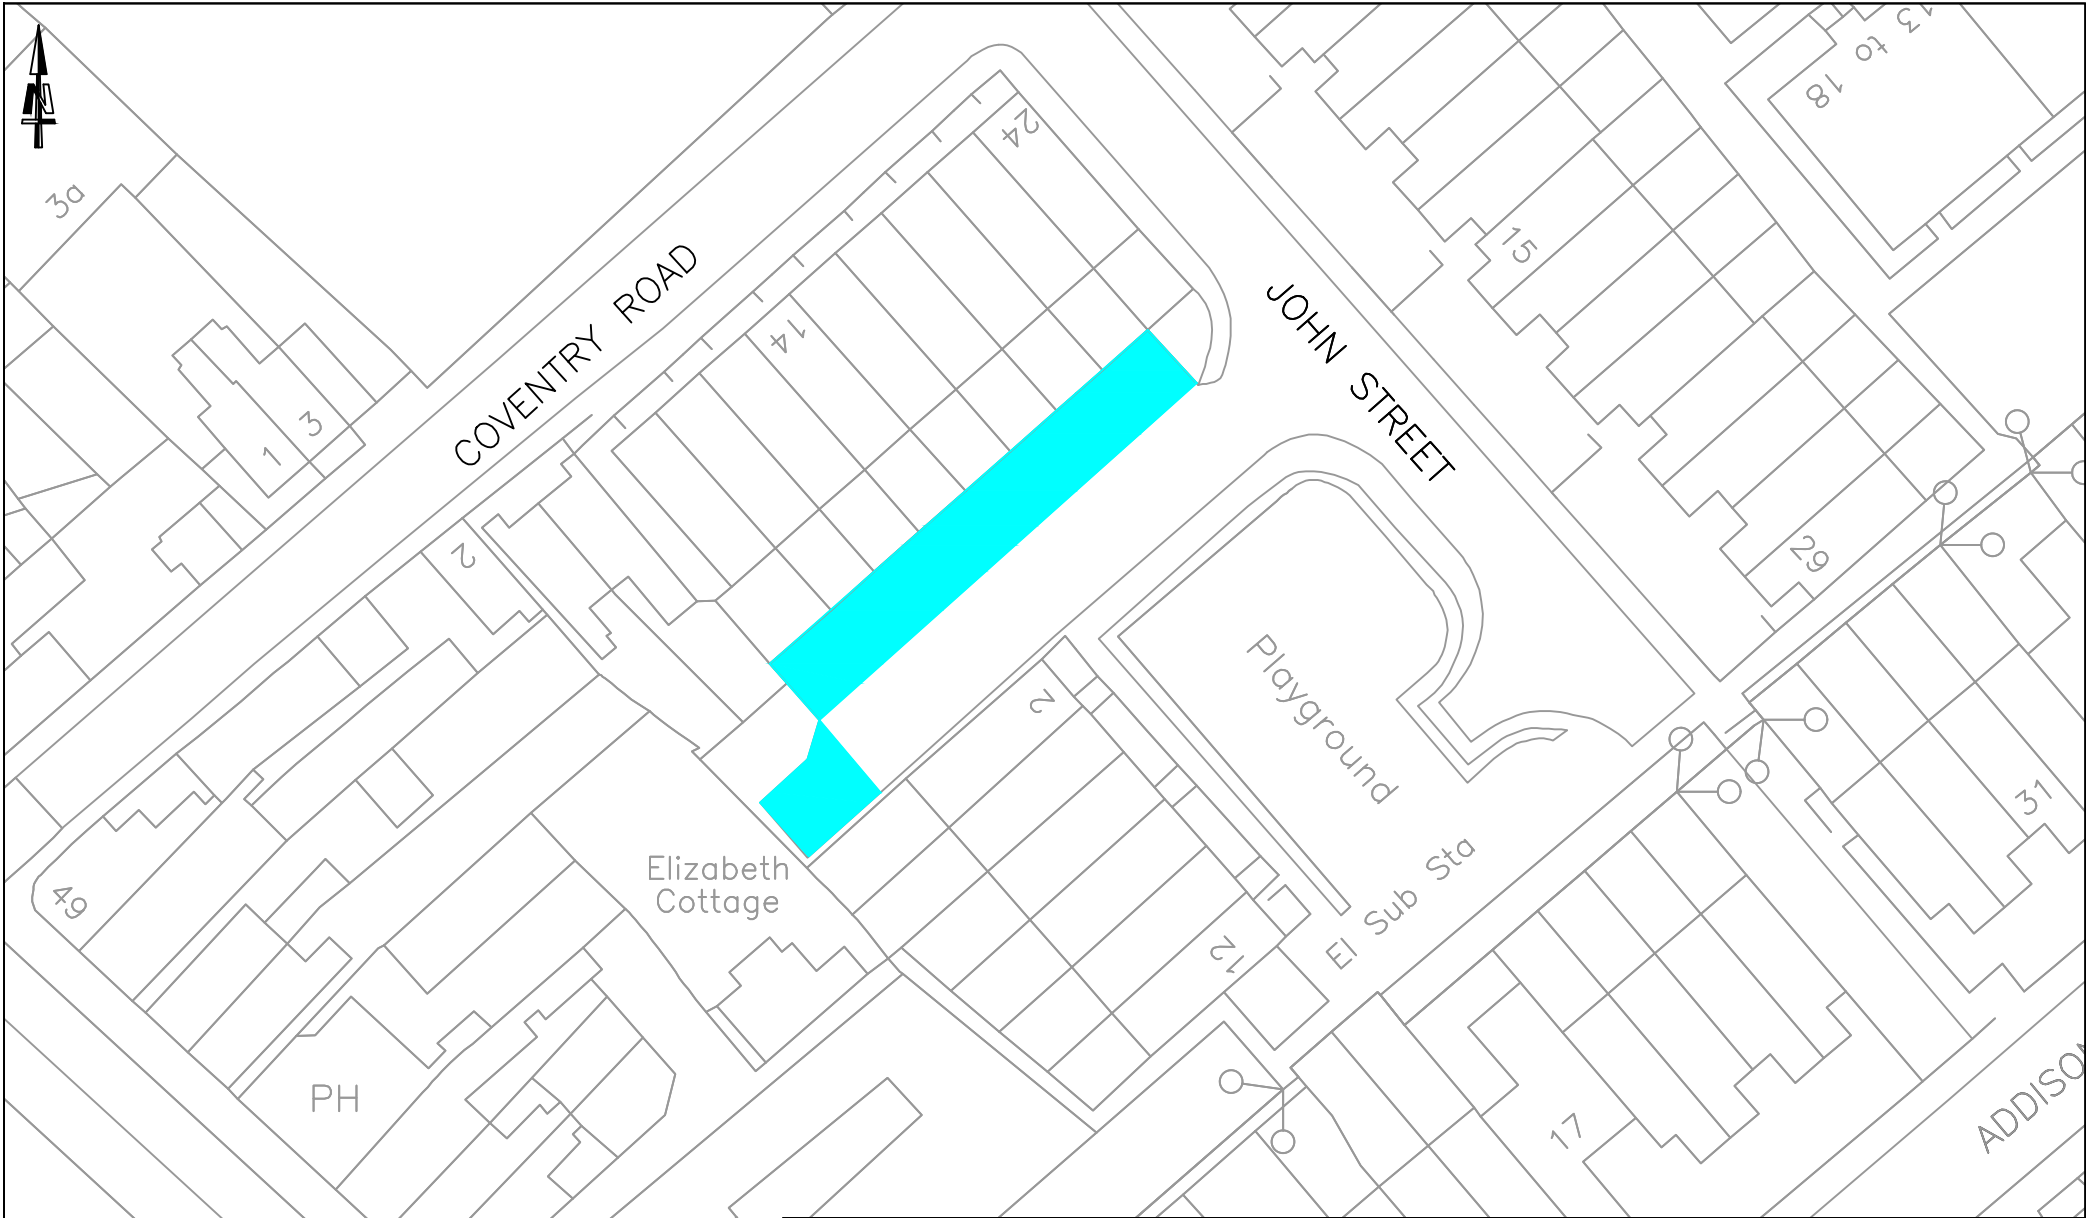 N
13 to
18
3a
24
COVENTRY ROAD
15
JOHN STREET
14
1
3
2
29
Playground
2
31
Elizabeth
Cottage
49
El Sub Sta
12
PH
17
ADDISON